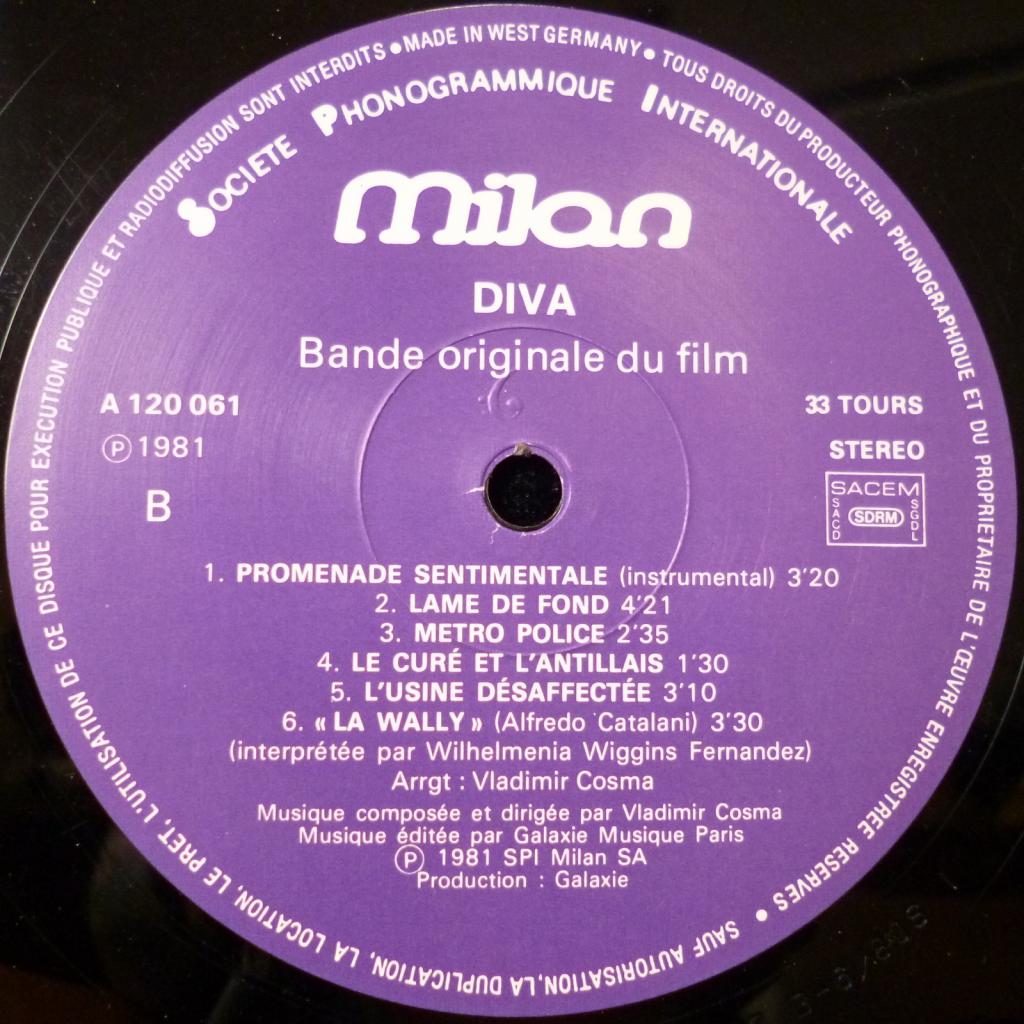 SAUF AUTORISATION, LA DUPLICATION, LA LOCATION, LE PRET, L'UTILISATION DE CE DISQUE POUR EXECUTION PUBLIQUE ET RADIODIFFUSION SONT INTERDITS • MADE IN WEST GERMANY • TOUS DROITS DU PRODUCTEUR PHONOGRAPHIQUE ET DU PROPRIETAIRE DE L'ŒUVRE ENREGISTREE RESERVES •
SOCIETE PHONOGRAMMIQUE INTERNATIONALE
milan
DIVA
Bande originale du film
A 120 061
33 TOURS
Ⓟ 1981
STEREO
B
SACEM
SACD
SDRM
SGDL
1. PROMENADE SENTIMENTALE (instrumental) 3'20
2. LAME DE FOND 4'21
3. METRO POLICE 2'35
4. LE CURÉ ET L'ANTILLAIS 1'30
5. L'USINE DÉSAFFECTÉE 3'10
6. « LA WALLY » (Alfredo Catalani) 3'30
(interprétée par Wilhelmenia Wiggins Fernandez)
Arrgt : Vladimir Cosma
Musique composée et dirigée par Vladimir Cosma
Musique éditée par Galaxie Musique Paris
Ⓟ 1981 SPI Milan SA
Production : Galaxie